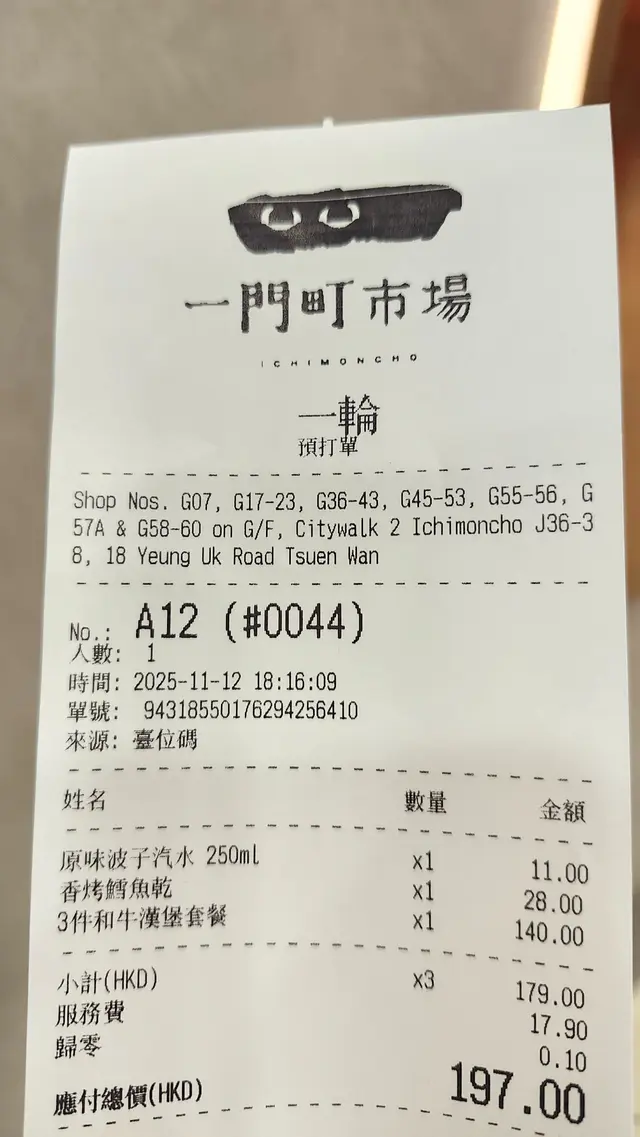 一門町市場
ICHIMONCHO
一輪
預打單
Shop Nos. G07, G17-23, G36-43, G45-53, G55-56, G
57A & G58-60 on G/F, Citywalk 2 Ichimoncho J36-3
8, 18 Yeung Uk Road Tsuen Wan
No.: A12 (#0044)
人數: 1
時間: 2025-11-12 18:16:09
單號: 94318550176294256410
來源: 臺位碼
姓名 數量 金額
原味波子汽水 250ml x1 11.00
香烤鱈魚乾 x1 28.00
3件和牛漢堡套餐 x1 140.00
小計(HKD) x3 179.00
服務費 17.90
歸零 0.10
應付總價(HKD) 197.00